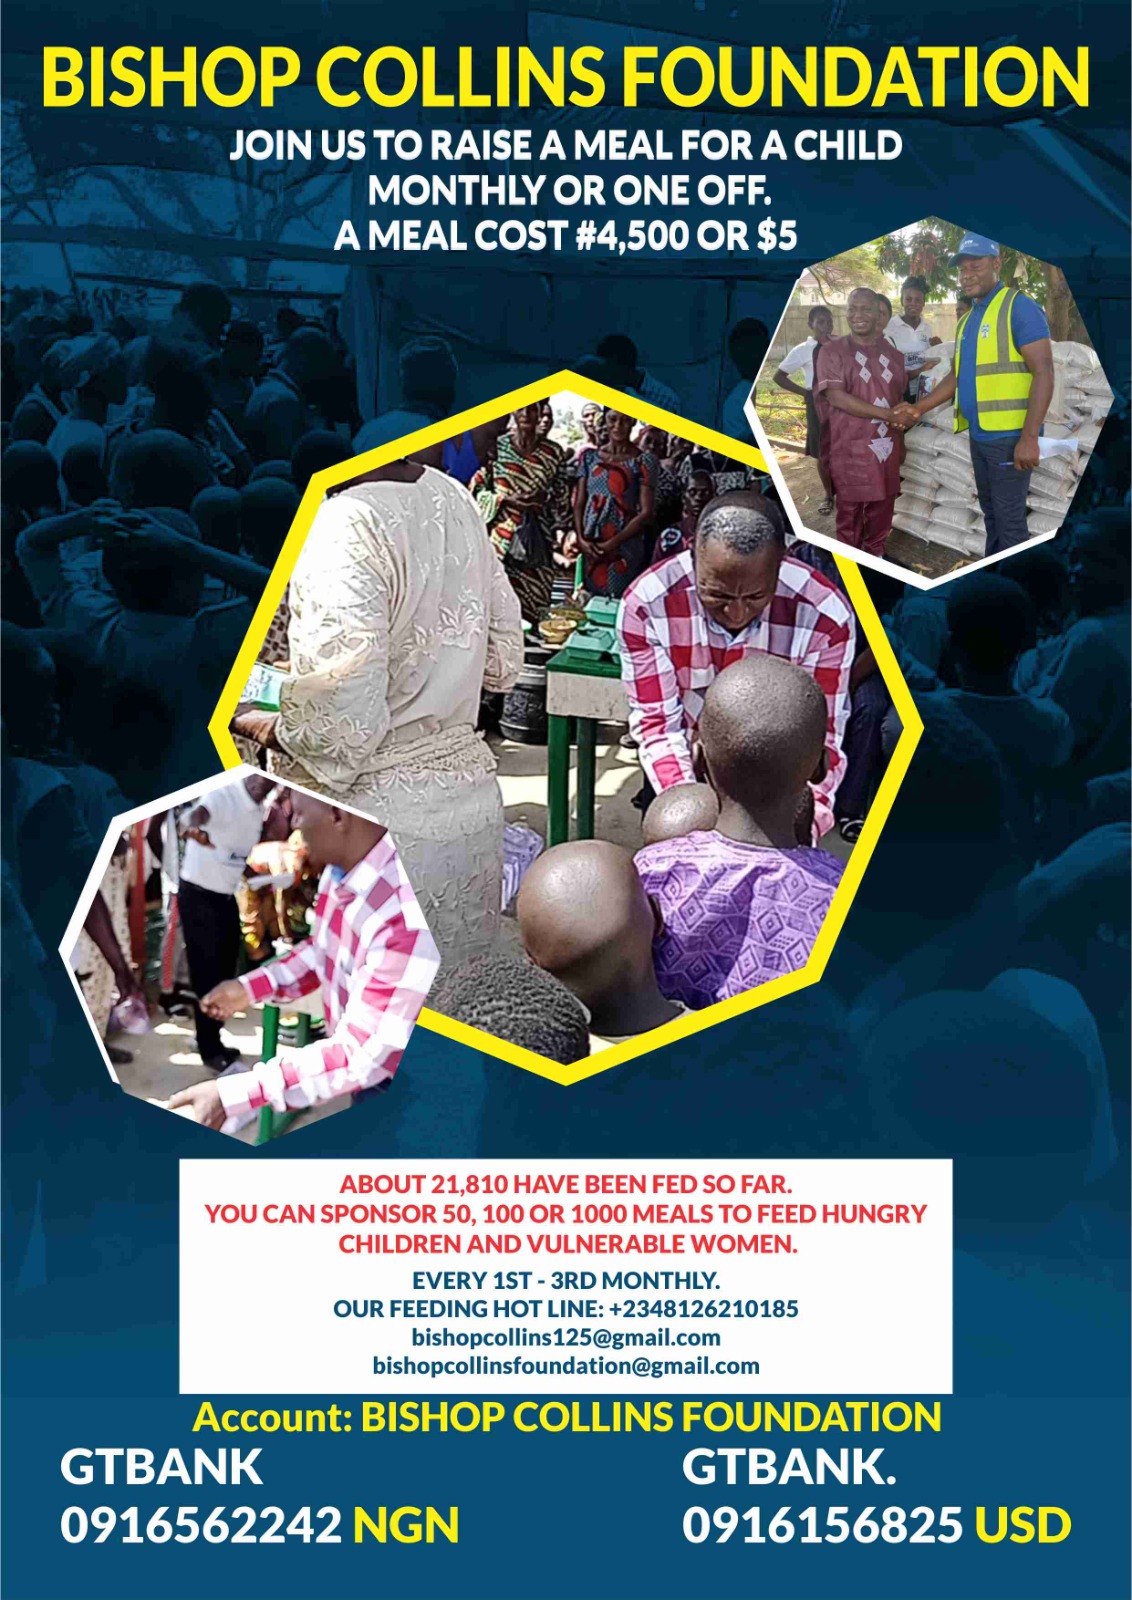 BISHOP COLLINS FOUNDATION
JOIN US TO RAISE A MEAL FOR A CHILD
MONTHLY OR ONE OFF.
A MEAL COST #4,500 OR $5
ABOUT 21,810 HAVE BEEN FED SO FAR.
YOU CAN SPONSOR 50, 100 OR 1000 MEALS TO FEED HUNGRY
CHILDREN AND VULNERABLE WOMEN.
EVERY 1ST - 3RD MONTHLY.
OUR FEEDING HOT LINE: +2348126210185
bishopcollins125@gmail.com
bishopcollinsfoundation@gmail.com
Account: BISHOP COLLINS FOUNDATION
GTBANK
0916562242 NGN
GTBANK.
0916156825 USD